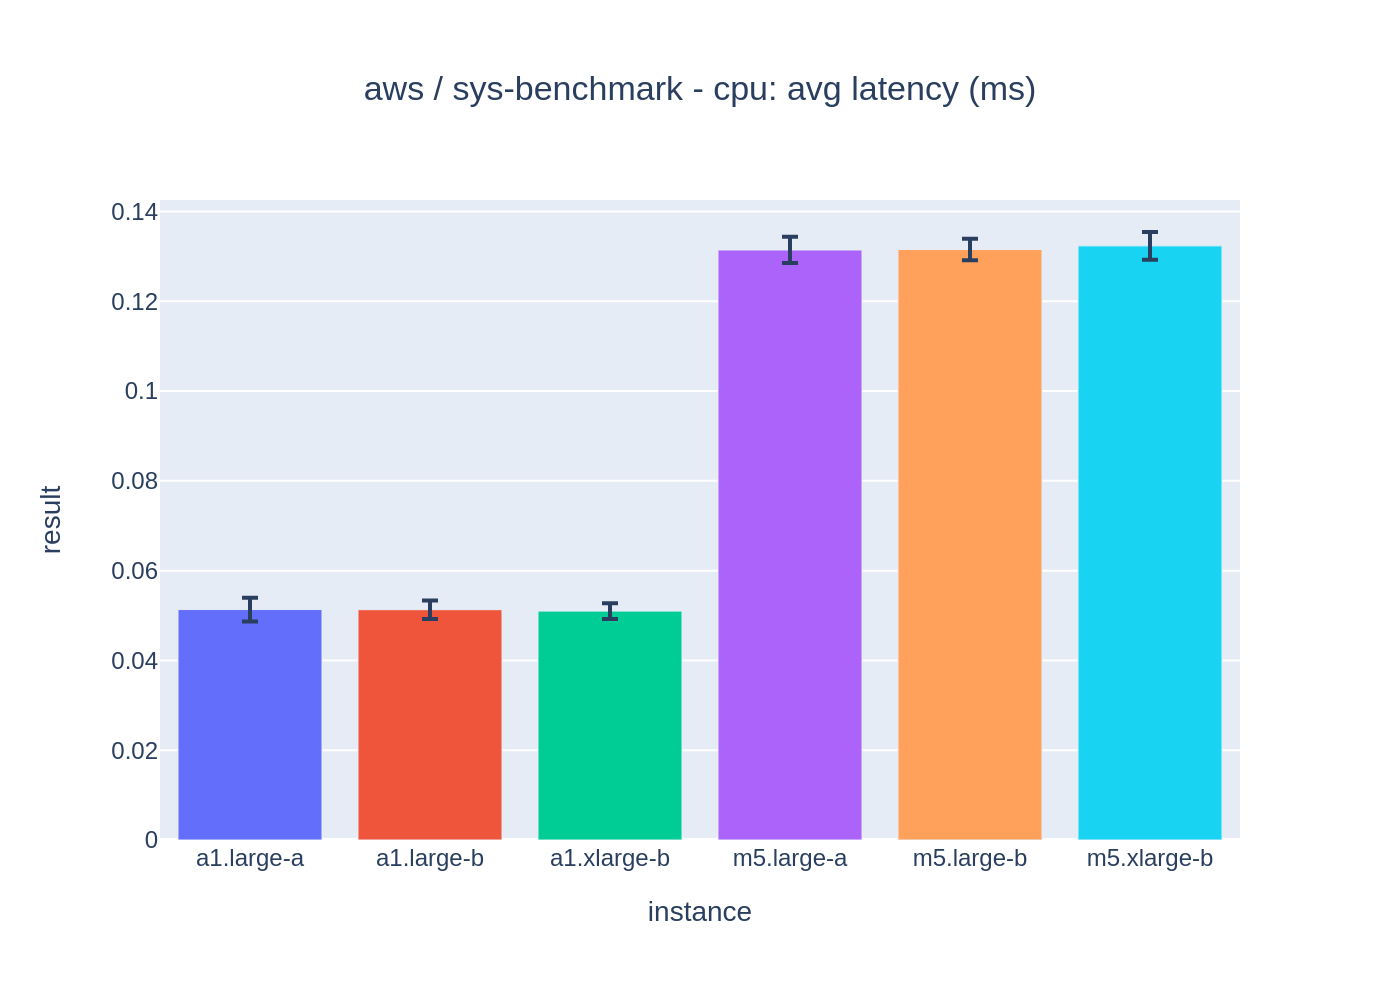 aws / sys-benchmark - cpu: avg latency (ms)
0.14
0.12
0.1
0.08
0.06
0.04
0.02
0
result
a1.large-a a1.large-b a1.xlarge-b m5.large-a m5.large-b m5.xlarge-b
instance